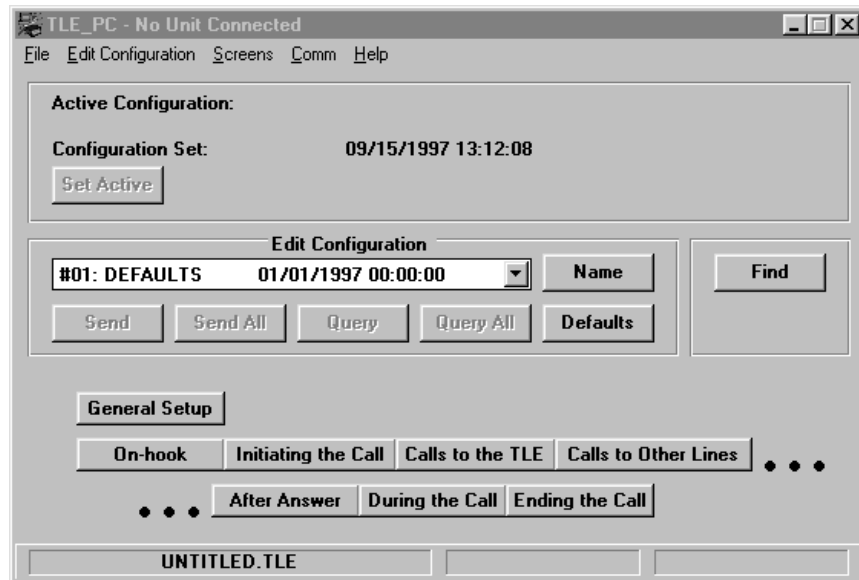 TLE_PC - No Unit Connected
File Edit Configuration Screens Comm Help
Active Configuration:
Configuration Set: 09/15/1997 13:12:08
Set Active
Edit Configuration
#01: DEFAULTS 01/01/1997 00:00:00 Name Find
Send Send All Query Query All Defaults
General Setup
On-hook Initiating the Call Calls to the TLE Calls to Other Lines • • •
• • • After Answer During the Call Ending the Call
UNTITLED.TLE